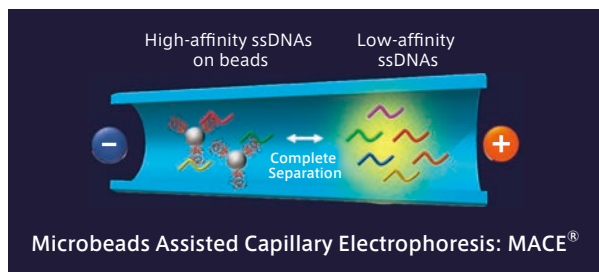 High-affinity ssDNAs
on beads
Low-affinity
ssDNAs
−
Complete
Separation
+
Microbeads Assisted Capillary Electrophoresis: MACE®